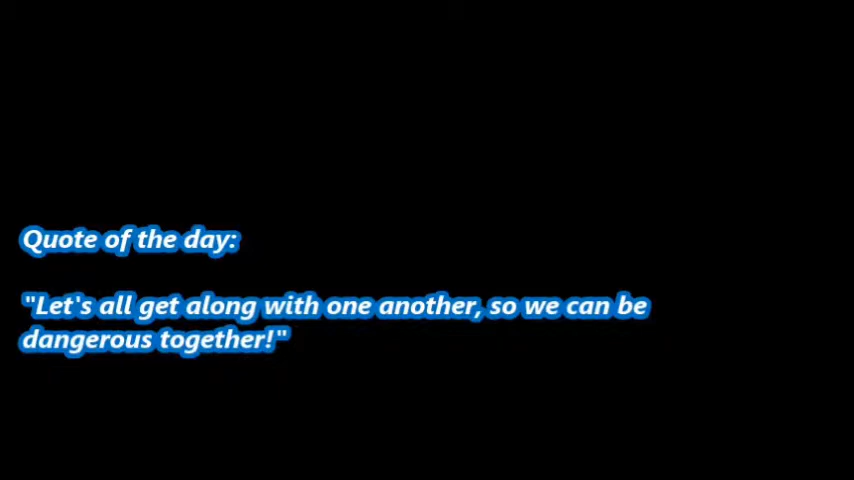 Quote of the day:
"Let's all get along with one another, so we can be
dangerous together!"